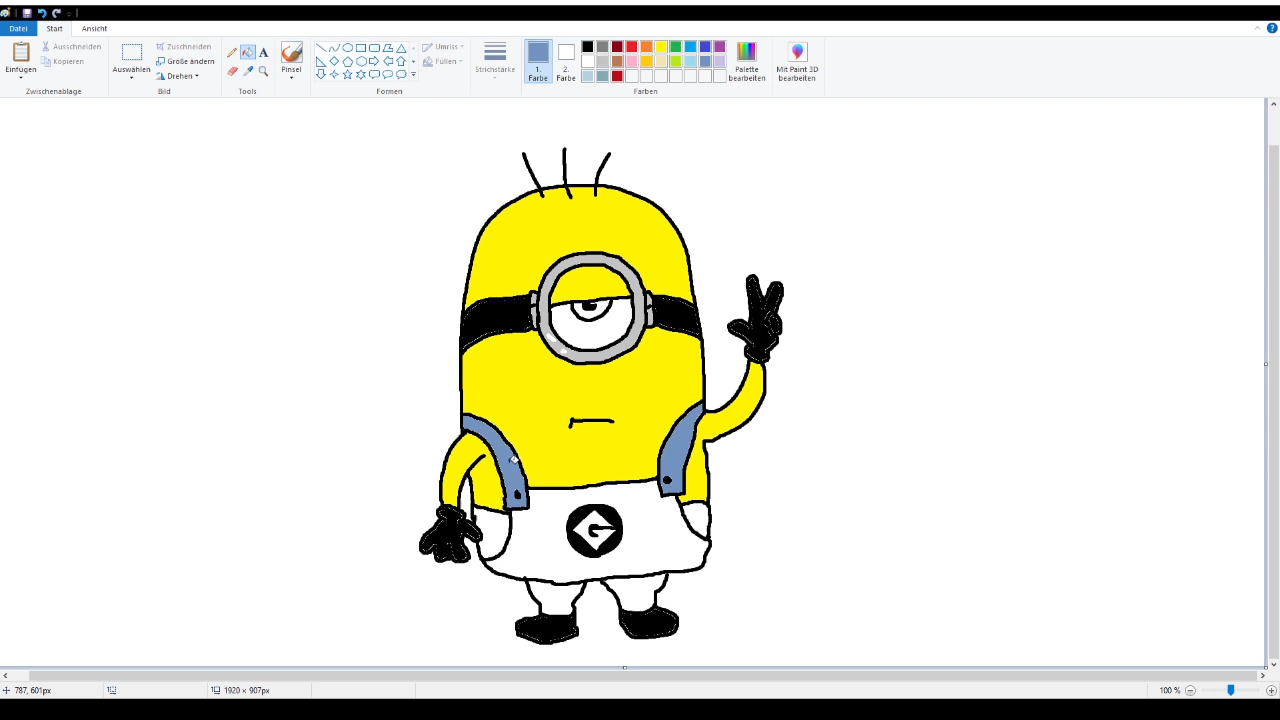 Datei Start Ansicht
Einfügen
Ausschneiden
Kopieren
Zwischenablage
Auswählen
Zuschneiden
Größe ändern
Drehen
Bild
A
Tools
Pinsel
Umriss
Füllen
Formen
Strichstärke
1.
Farbe
2.
Farbe
Palette
bearbeiten
Farben
Mit Paint 3D
bearbeiten
G
787, 601px
1920 × 907px
100 %